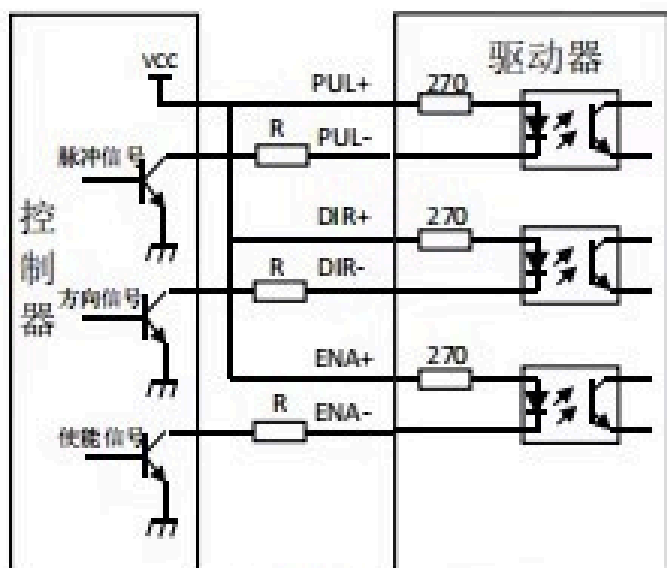 驱动器
VCC
PUL+
270
R
PUL-
脉冲信号
控制器
DIR+
270
R
DIR-
方向信号
ENA+
270
R
ENA-
使能信号